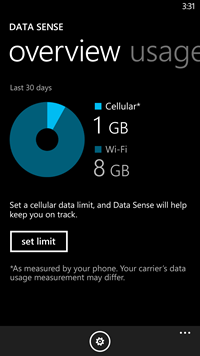 3:31
DATA SENSE
overview usage
Last 30 days
Cellular*
1 GB
Wi-Fi
8 GB
Set a cellular data limit, and Data Sense will help
keep you on track.
set limit
*As measured by your phone. Your carrier's data
usage measurement may differ.